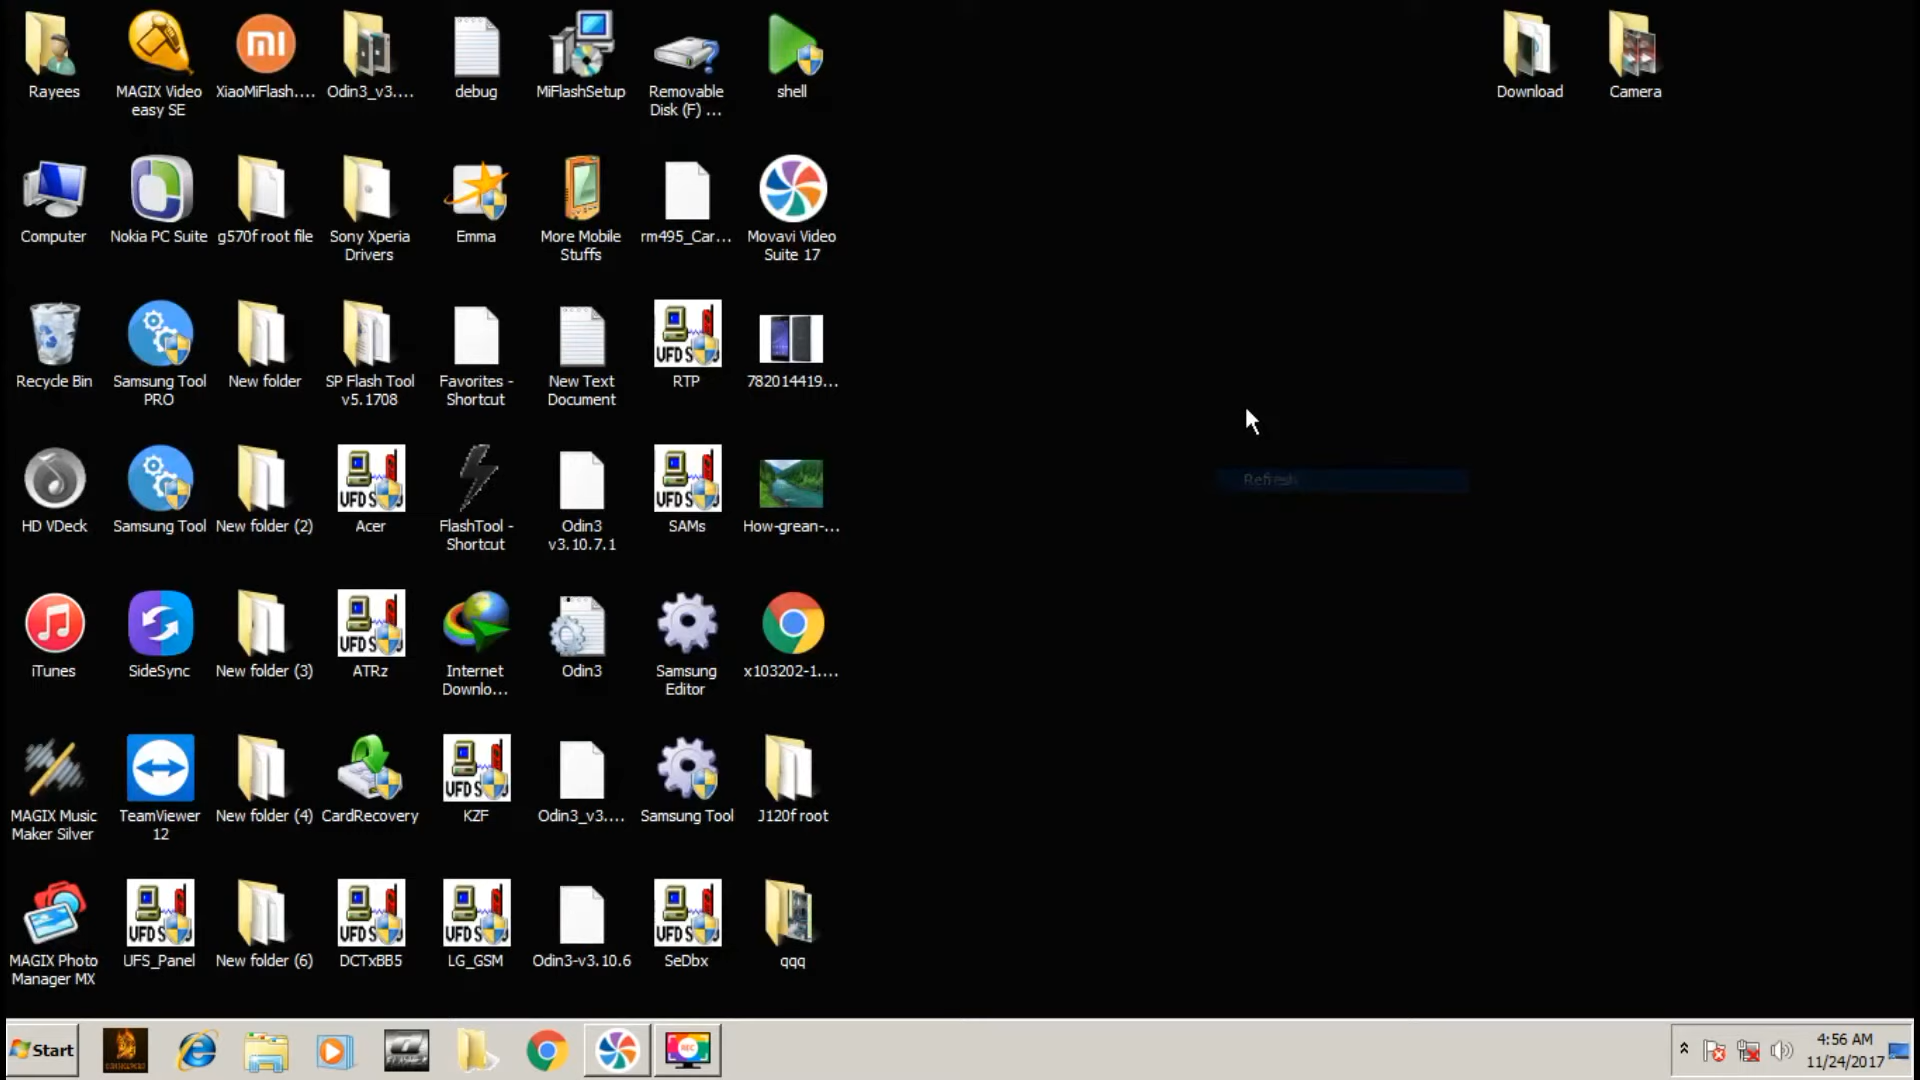 Rayees
MAGIX Video
easy SE
XiaoMiFlash....
Odin3_v3....
debug
MiFlashSetup
Removable
Disk (F) ...
shell
Download
Camera
Computer
Nokia PC Suite
g570f root file
Sony Xperia
Drivers
Emma
More Mobile
Stuffs
rm495_Car...
Movavi Video
Suite 17
Recycle Bin
Samsung Tool
PRO
New folder
SP Flash Tool
v5.1708
Favorites -
Shortcut
New Text
Document
RTP
782014419...
Refresh
HD VDeck
Samsung Tool
New folder (2)
Acer
FlashTool -
Shortcut
Odin3
v3.10.7.1
SAMs
How-grean-...
iTunes
SideSync
New folder (3)
ATRz
Internet
Downlo...
Odin3
Samsung
Editor
x103202-1....
MAGIX Music
Maker Silver
TeamViewer
12
New folder (4)
CardRecovery
KZF
Odin3_v3....
Samsung Tool
J120f root
MAGIX Photo
Manager MX
UFS_Panel
New folder (6)
DCTxBB5
LG_GSM
Odin3-v3.10.6
SeDbx
qqq
Start
REC
4:56 AM
11/24/2017